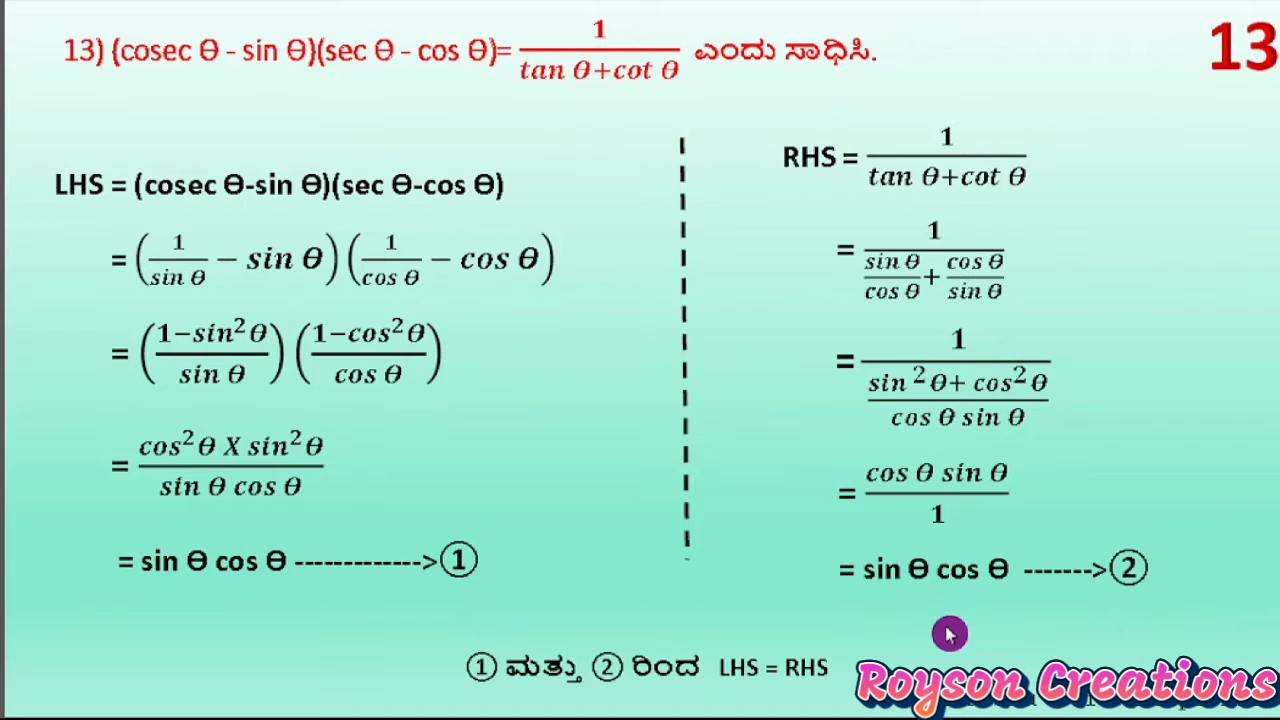 13) (cosec θ - sin θ)(sec θ - cos θ)= 1/(tan θ+cot θ) ಎಂದು ಸಾಧಿಸಿ.
13
LHS = (cosec θ-sin θ)(sec θ-cos θ)
= (1/sin θ − sin θ)(1/cos θ − cos θ)
= ((1−sin²θ)/sin θ)((1−cos²θ)/cos θ)
= (cos²θ X sin²θ)/(sin θ cos θ)
= sin θ cos θ ------------->①
RHS = 1/(tan θ+cot θ)
= 1/(sin θ/cos θ + cos θ/sin θ)
= 1/((sin ²θ+ cos²θ)/(cos θ sin θ))
= (cos θ sin θ)/1
= sin θ cos θ ------->②
① ಮತ್ತು ② ರಿಂದ LHS = RHS
Royson Creations